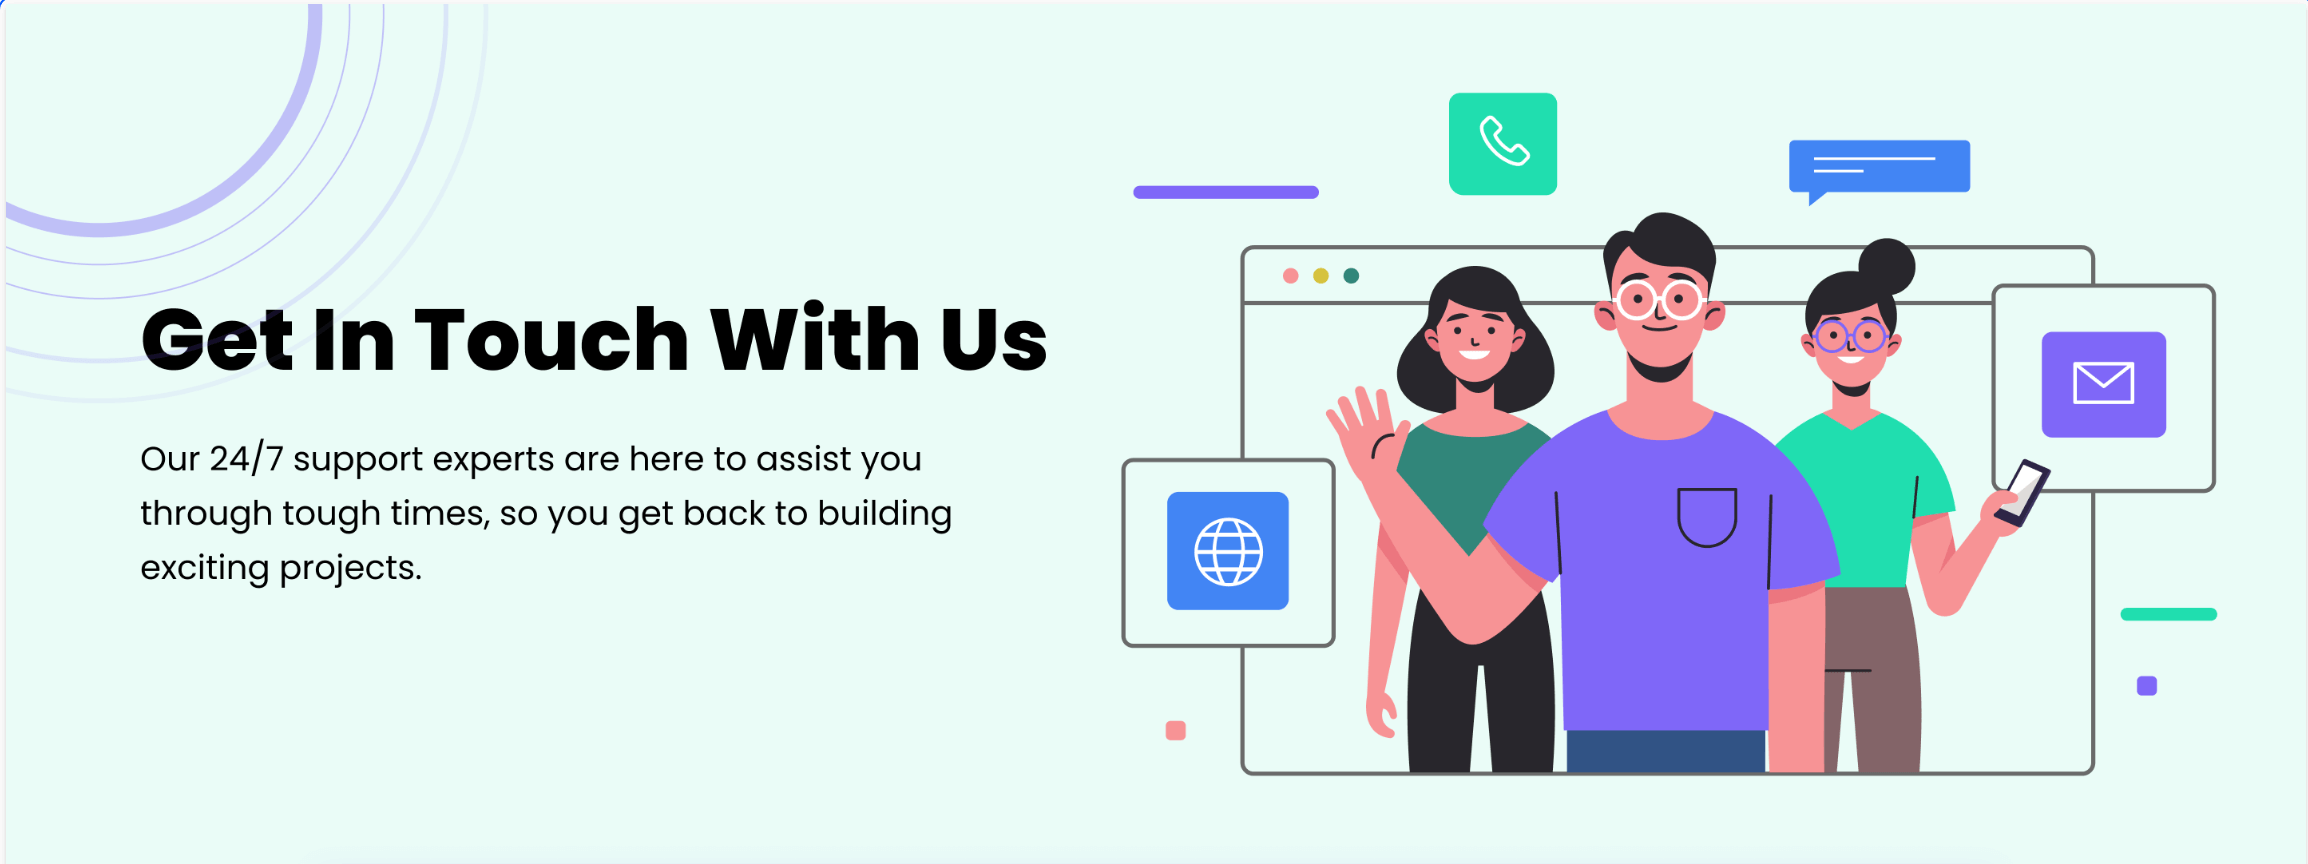 Get In Touch With Us
Our 24/7 support experts are here to assist you
through tough times, so you get back to building
exciting projects.